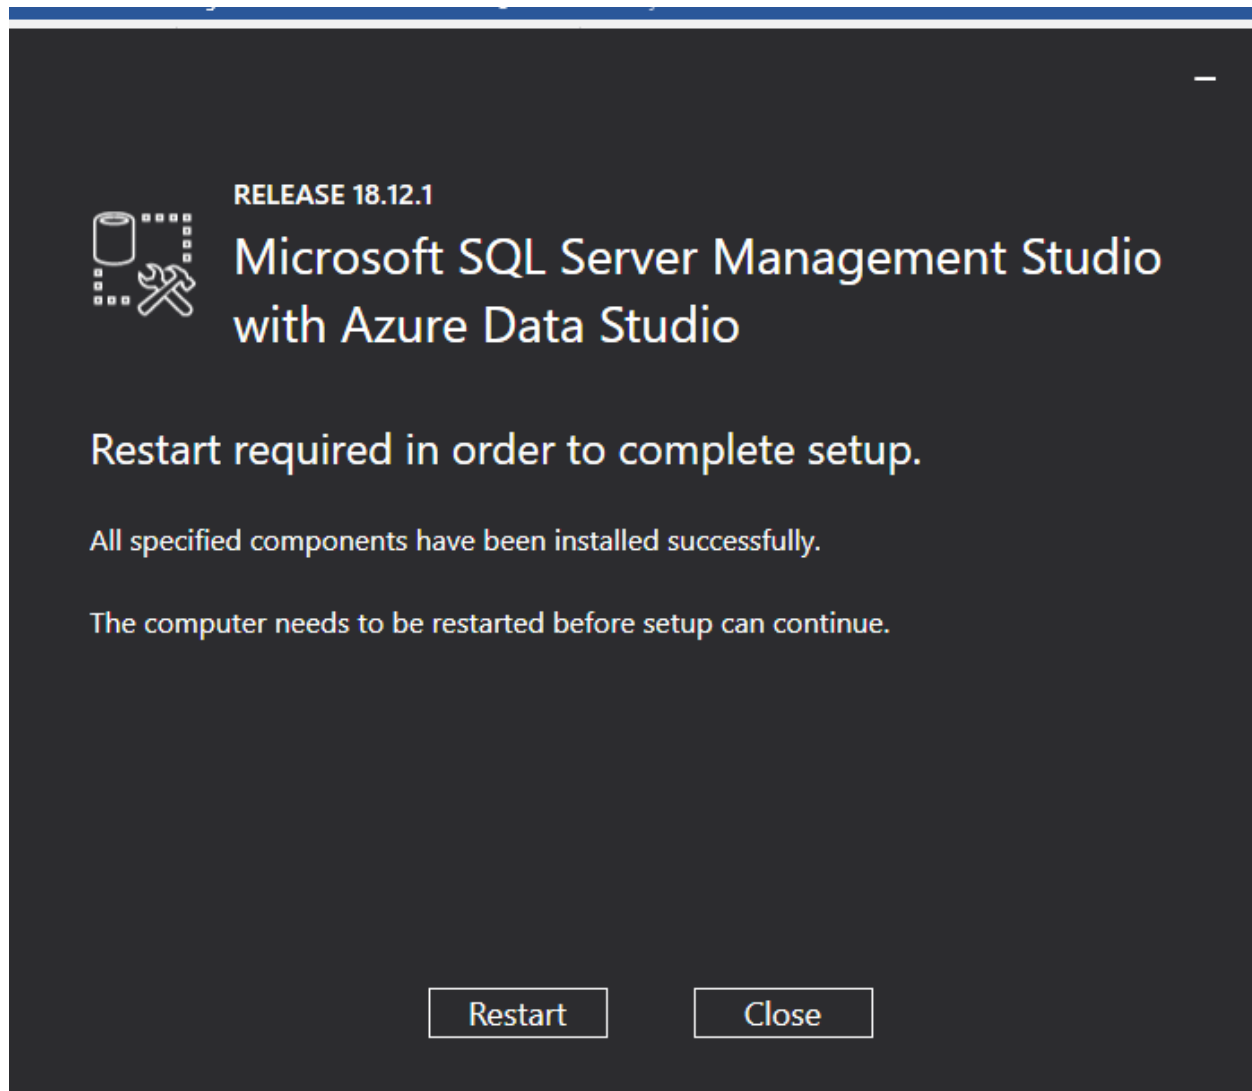 RELEASE 18.12.1
Microsoft SQL Server Management Studio
with Azure Data Studio
Restart required in order to complete setup.
All specified components have been installed successfully.
The computer needs to be restarted before setup can continue.
Restart
Close